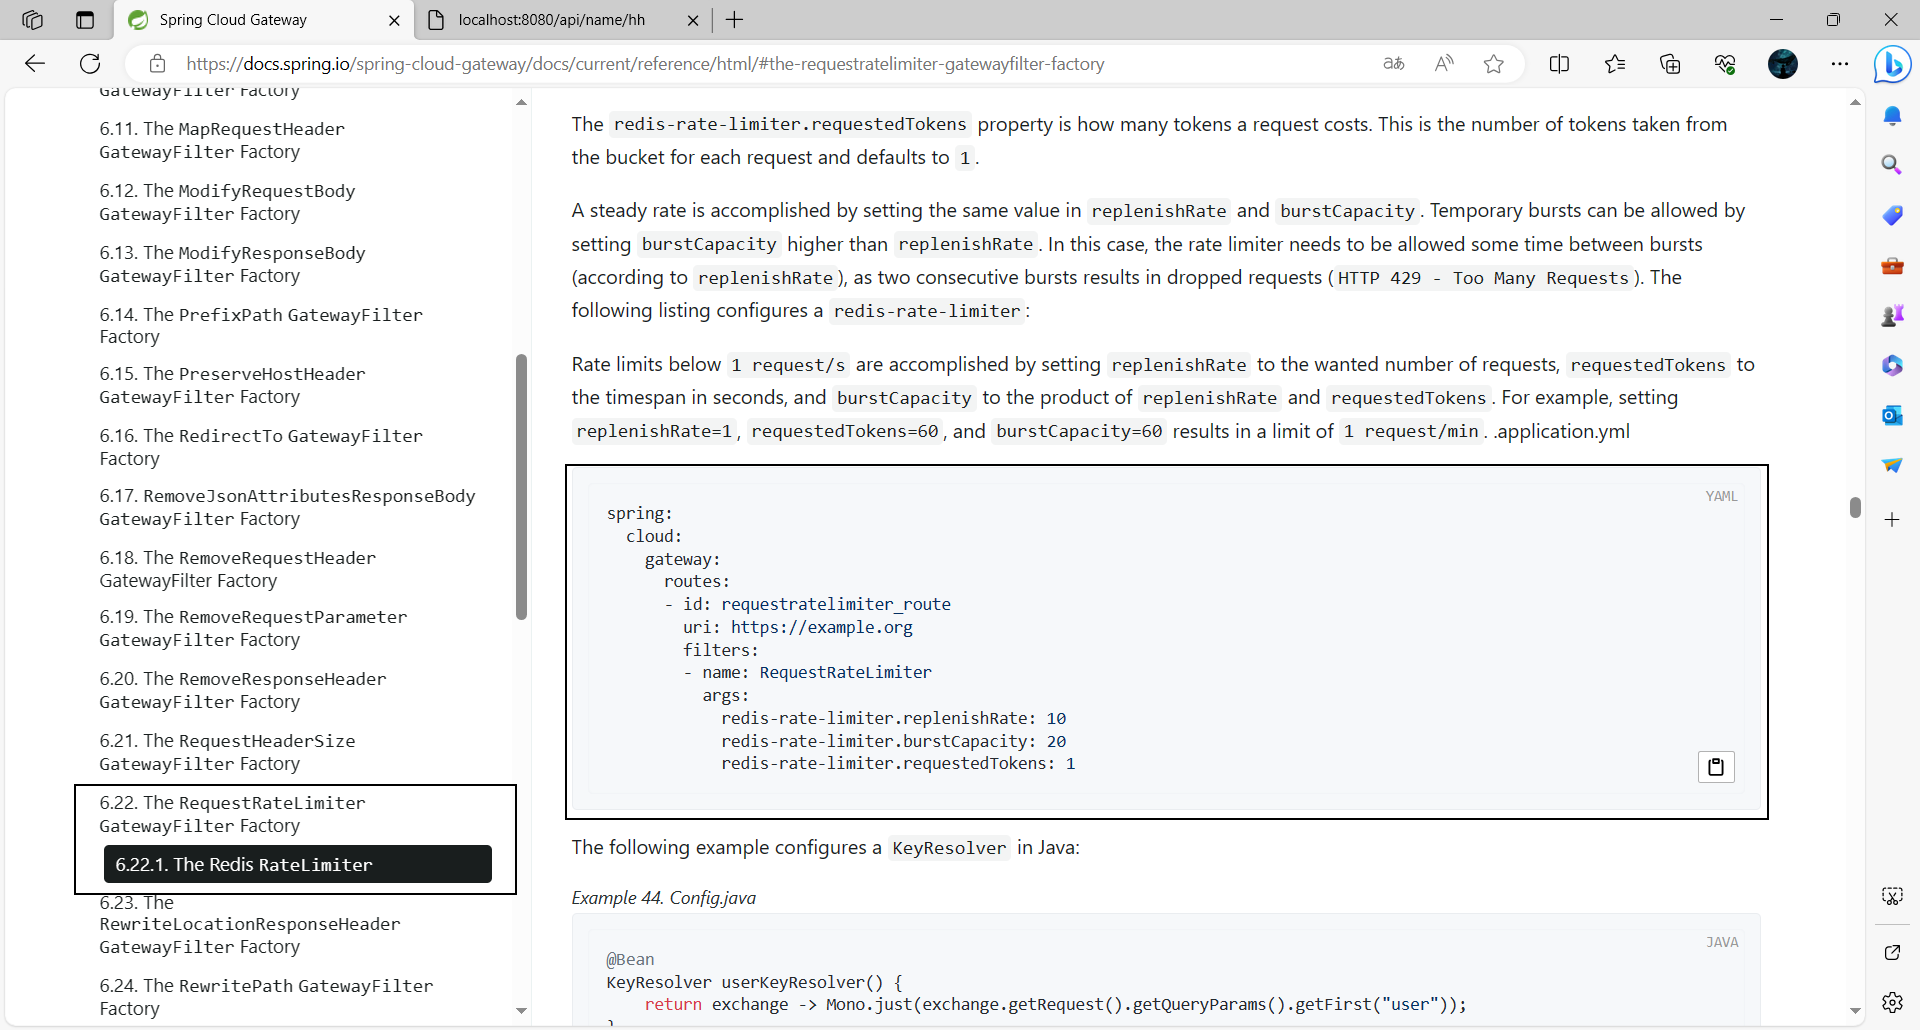 Spring Cloud Gateway
localhost:8080/api/name/hh
https://docs.spring.io/spring-cloud-gateway/docs/current/reference/html/#the-requestratelimiter-gatewayfilter-factory
GatewayFilter Factory
6.11. The MapRequestHeader
GatewayFilter Factory
6.12. The ModifyRequestBody
GatewayFilter Factory
6.13. The ModifyResponseBody
GatewayFilter Factory
6.14. The PrefixPath GatewayFilter
Factory
6.15. The PreserveHostHeader
GatewayFilter Factory
6.16. The RedirectTo GatewayFilter
Factory
6.17. RemoveJsonAttributesResponseBody
GatewayFilter Factory
6.18. The RemoveRequestHeader
GatewayFilter Factory
6.19. The RemoveRequestParameter
GatewayFilter Factory
6.20. The RemoveResponseHeader
GatewayFilter Factory
6.21. The RequestHeaderSize
GatewayFilter Factory
6.22. The RequestRateLimiter
GatewayFilter Factory
6.22.1. The Redis RateLimiter
6.23. The
RewriteLocationResponseHeader
GatewayFilter Factory
6.24. The RewritePath GatewayFilter
Factory
The redis-rate-limiter.requestedTokens property is how many tokens a request costs. This is the number of tokens taken from
the bucket for each request and defaults to 1.
A steady rate is accomplished by setting the same value in replenishRate and burstCapacity. Temporary bursts can be allowed by
setting burstCapacity higher than replenishRate. In this case, the rate limiter needs to be allowed some time between bursts
(according to replenishRate), as two consecutive bursts results in dropped requests (HTTP 429 - Too Many Requests). The
following listing configures a redis-rate-limiter:
Rate limits below 1 request/s are accomplished by setting replenishRate to the wanted number of requests, requestedTokens to
the timespan in seconds, and burstCapacity to the product of replenishRate and requestedTokens. For example, setting
replenishRate=1, requestedTokens=60, and burstCapacity=60 results in a limit of 1 request/min. .application.yml
YAML
spring:
cloud:
gateway:
routes:
- id: requestratelimiter_route
uri: https://example.org
filters:
- name: RequestRateLimiter
args:
redis-rate-limiter.replenishRate: 10
redis-rate-limiter.burstCapacity: 20
redis-rate-limiter.requestedTokens: 1
The following example configures a KeyResolver in Java:
Example 44. Config.java
JAVA
@Bean
KeyResolver userKeyResolver() {
return exchange -> Mono.just(exchange.getRequest().getQueryParams().getFirst("user"));
}